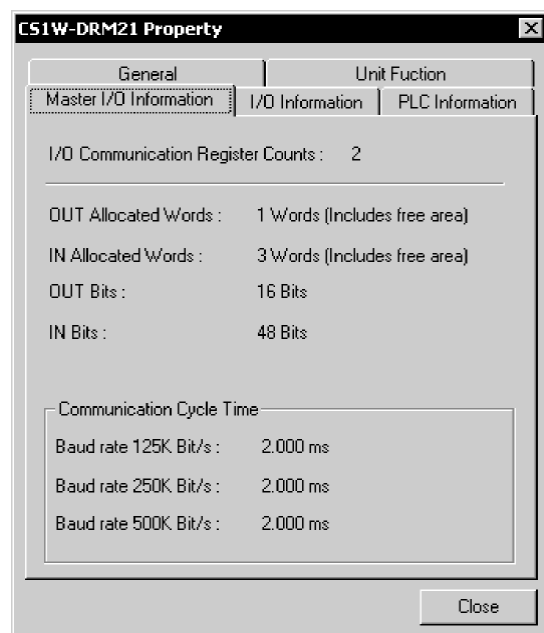 CS1W-DRM21 Property
General Unit Fuction
Master I/O Information I/O Information PLC Information
I/O Communication Register Counts : 2
OUT Allocated Words : 1 Words (Includes free area)
IN Allocated Words : 3 Words (Includes free area)
OUT Bits : 16 Bits
IN Bits : 48 Bits
Communication Cycle Time
Baud rate 125K Bit/s : 2.000 ms
Baud rate 250K Bit/s : 2.000 ms
Baud rate 500K Bit/s : 2.000 ms
Close